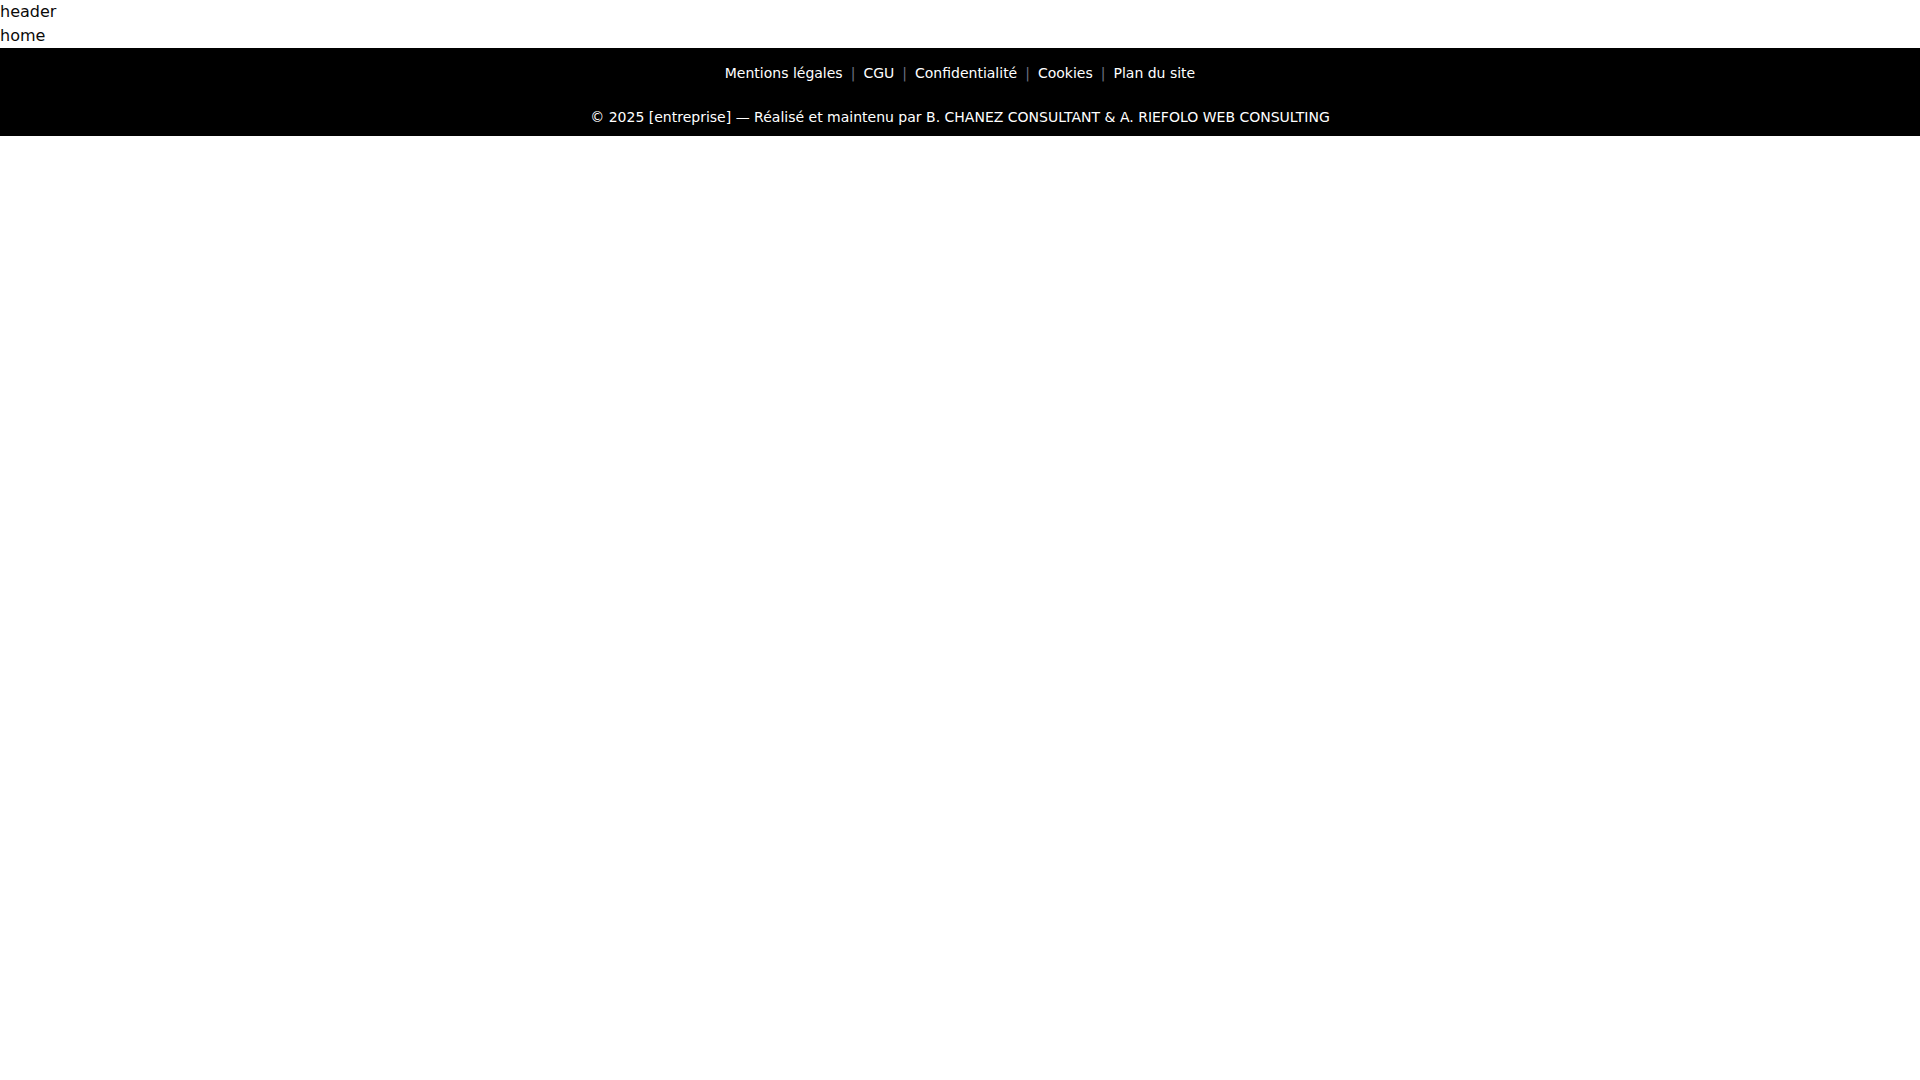 header
home
Mentions légales | CGU | Confidentialité | Cookies | Plan du site
© 2025 [entreprise] — Réalisé et maintenu par B. CHANEZ CONSULTANT & A. RIEFOLO WEB CONSULTING